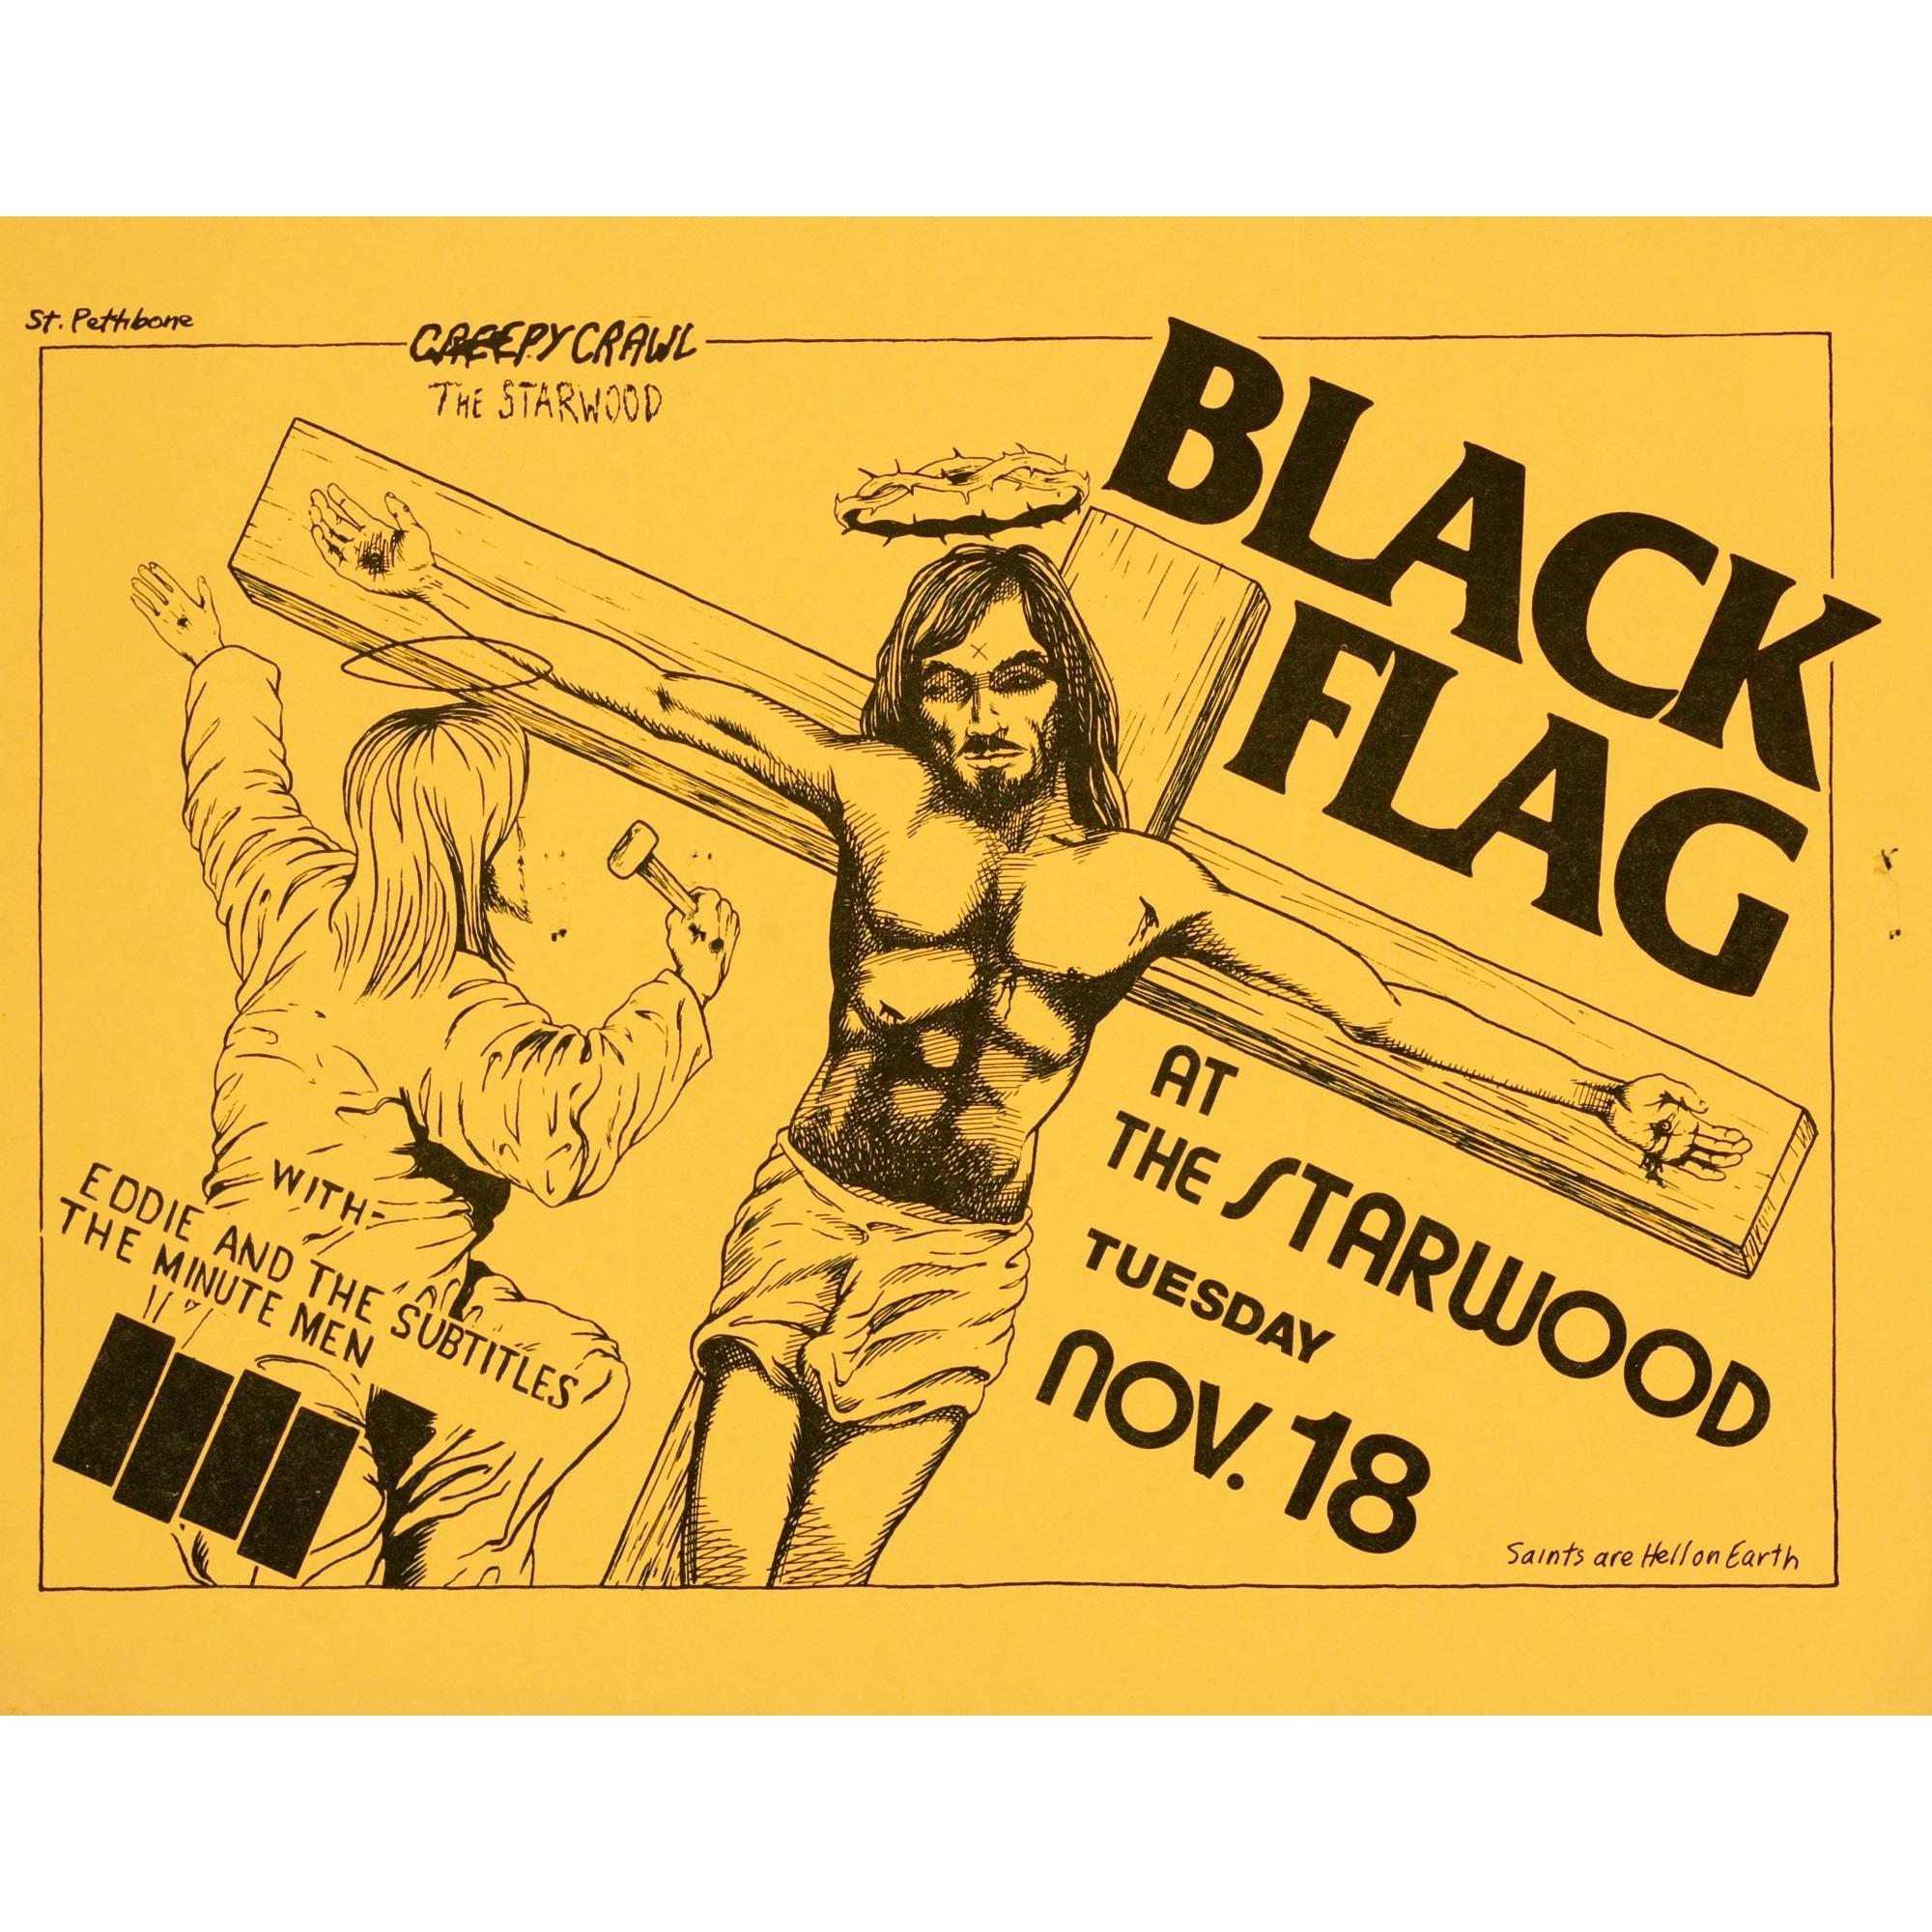 St. Pettibone
CREEPY CRAWL
THE STARWOOD
BLACK
FLAG
AT
THE STARWOOD
TUESDAY
NOV. 18
WITH-
EDDIE AND THE SUBTITLES
THE MINUTE MEN
Saints are Hell on Earth